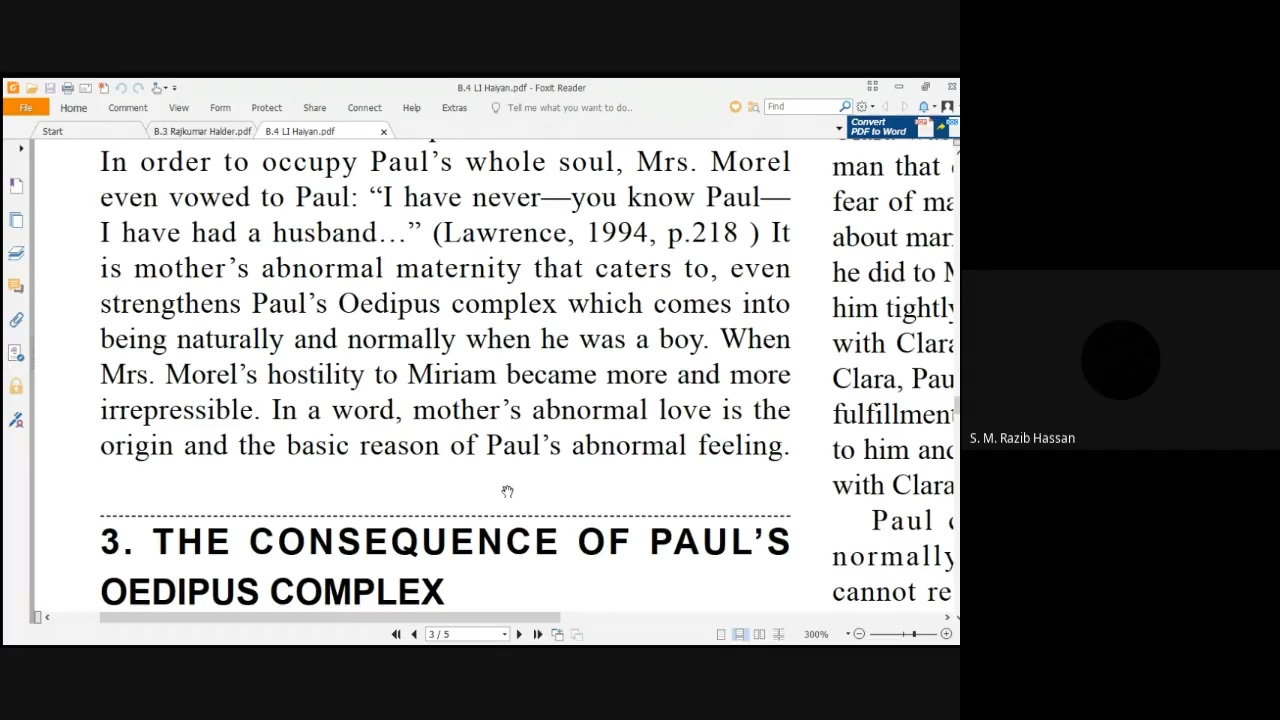 B.4 LI Haiyan.pdf - Foxit Reader
File Home Comment View Form Protect Share Connect Help Extras Tell me what you want to do.. Find
Start B.3 Rajkumar Halder.pdf B.4 LI Haiyan.pdf
Convert
PDF to Word
In order to occupy Paul’s whole soul, Mrs. Morel
even vowed to Paul: “I have never—you know Paul—
I have had a husband…” (Lawrence, 1994, p.218 ) It
is mother’s abnormal maternity that caters to, even
strengthens Paul’s Oedipus complex which comes into
being naturally and normally when he was a boy. When
Mrs. Morel’s hostility to Miriam became more and more
irrepressible. In a word, mother’s abnormal love is the
origin and the basic reason of Paul’s abnormal feeling.
3. THE CONSEQUENCE OF PAUL’S
OEDIPUS COMPLEX
man that
fear of ma
about mar
he did to M
him tightly
with Clara
Clara, Pau
fulfillment
to him and
with Clara
Paul
normally
cannot re
3 / 5
300%
S. M. Razib Hassan